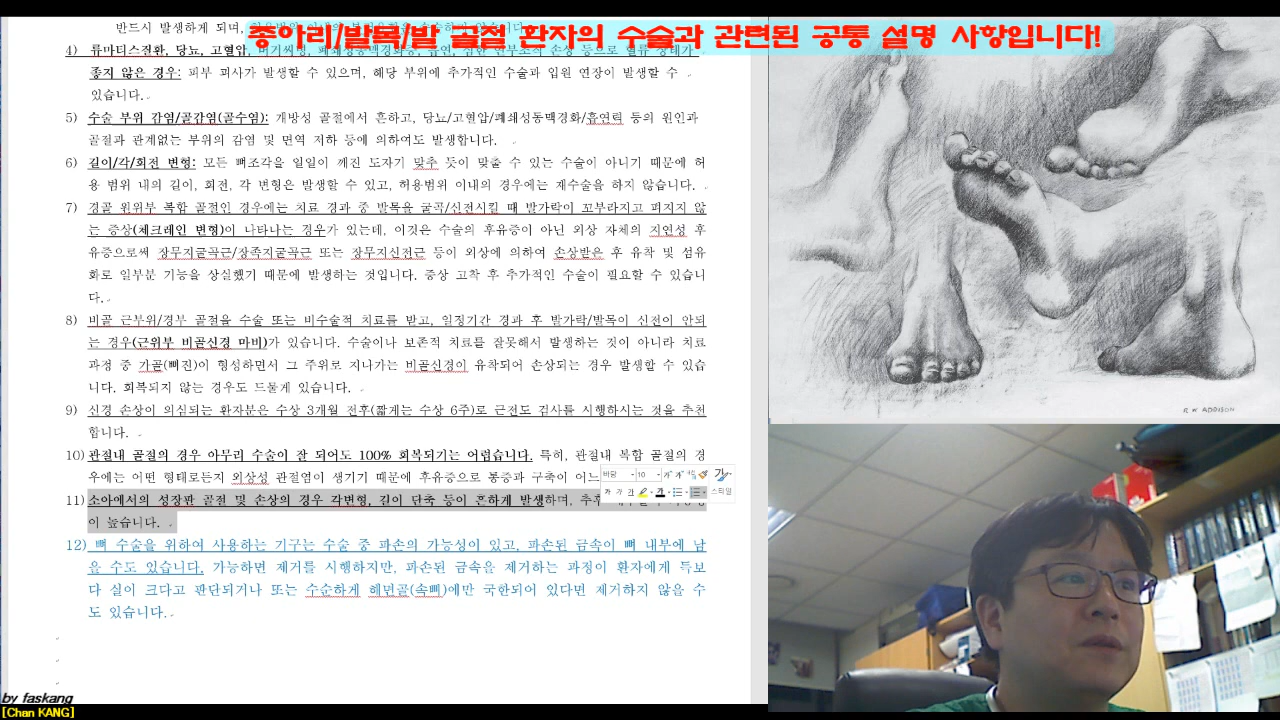 종아리/발목/발 골절 환자의 수술과 관련된 공통 설명 사항입니다!
반드시 발생하게 되며,
4) 류마티스질환, 당뇨, 고혈압,
좋지 않은 경우: 피부 괴사가 발생할 수 있으며, 해당 부위에 추가적인 수술과 입원 연장이 발생할 수
있습니다.
5) 수술 부위 감염/골감염(골수염): 개방성 골절에서 흔하고, 당뇨/고혈압/폐쇄성동맥경화/흡연력 등의 원인과
골절과 관계없는 부위의 감염 및 면역 저하 등에 의하여도 발생합니다.
6) 길이/각/회전 변형: 모든 뼈조각을 일일이 깨진 도자기 맞추 듯이 맞출 수 있는 수술이 아니기 때문에 허
용 범위 내의 길이, 회전, 각 변형은 발생할 수 있고, 허용범위 이내의 경우에는 재수술을 하지 않습니다.
7) 경골 원위부 복합 골절인 경우에는 치료 경과 중 발목을 굴곡/신전시킬 때 발가락이 꼬부라지고 펴지지 않
는 증상(체크레인 변형)이 나타나는 경우가 있는데, 이것은 수술의 후유증이 아닌 외상 자체의 지연성 후
유증으로써 장무지굴곡근/장족지굴곡근 또는 장무지신전근 등이 외상에 의하여 손상받은 후 유착 및 섬유
화로 일부분 기능을 상실했기 때문에 발생하는 것입니다. 증상 고착 후 추가적인 수술이 필요할 수 있습니
다.
8) 비골 근부위/경부 골절을 수술 또는 비수술적 치료를 받고, 일정기간 경과 후 발가락/발목이 신전이 안되
는 경우(근위부 비골신경 마비)가 있습니다. 수술이나 보존적 치료를 잘못해서 발생하는 것이 아니라 치료
과정 중 가골(뼈진)이 형성하면서 그 주위로 지나가는 비골신경이 유착되어 손상되는 경우 발생할 수 있습
니다. 회복되지 않는 경우도 드물게 있습니다.
9) 신경 손상이 의심되는 환자분은 수상 3개월 전후(짧게는 수상 6주)로 근전도 검사를 시행하시는 것을 추천
합니다.
10) 관절내 골절의 경우 아무리 수술이 잘 되어도 100% 회복되기는 어렵습니다. 특히, 관절내 복합 골절의 경
우에는 어떤 형태로든지 외상성 관절염이 생기기 때문에 후유증으로 통증과 구축이 어느
11) 소아에서의 성장판 골절 및 손상의 경우 각변형, 길이 단축 등이 흔하게 발생하며, 추후
이 높습니다.
12) 뼈 수술을 위하여 사용하는 기구는 수술 중 파손의 가능성이 있고, 파손된 금속이 뼈 내부에 남
을 수도 있습니다. 가능하면 제거를 시행하지만, 파손된 금속을 제거하는 과정이 환자에게 득보
다 실이 크다고 판단되거나 또는 수순하게 해면골(속뼈)에만 국한되어 있다면 제거하지 않을 수
도 있습니다.
바탕 10 가
가 가 가 스타일
R W ADDISON
by faskang
[Chan KANG]